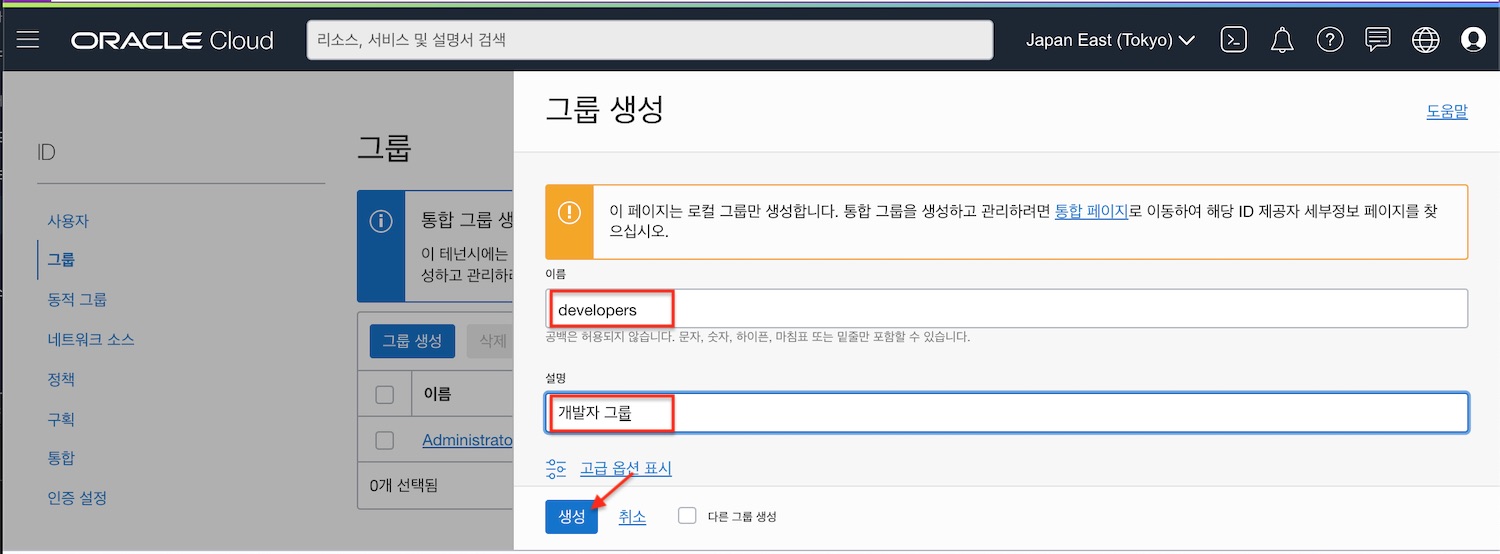 ORACLE Cloud
리소스, 서비스 및 설명서 검색
Japan East (Tokyo)
ID
사용자
그룹
동적 그룹
네트워크 소스
정책
구획
통합
인증 설정
그룹
통합 그룹 생
이 테넌시에는
성하고 관리하려
그룹 생성
삭제
이름
Administrato
0개 선택됨
그룹 생성
도움말
이 페이지는 로컬 그룹만 생성합니다. 통합 그룹을 생성하고 관리하려면 통합 페이지로 이동하여 해당 ID 제공자 세부정보 페이지를 찾
으십시오.
이름
developers
공백은 허용되지 않습니다. 문자, 숫자, 하이픈, 마침표 또는 밑줄만 포함할 수 있습니다.
설명
개발자 그룹
고급 옵션 표시
생성
취소
다른 그룹 생성